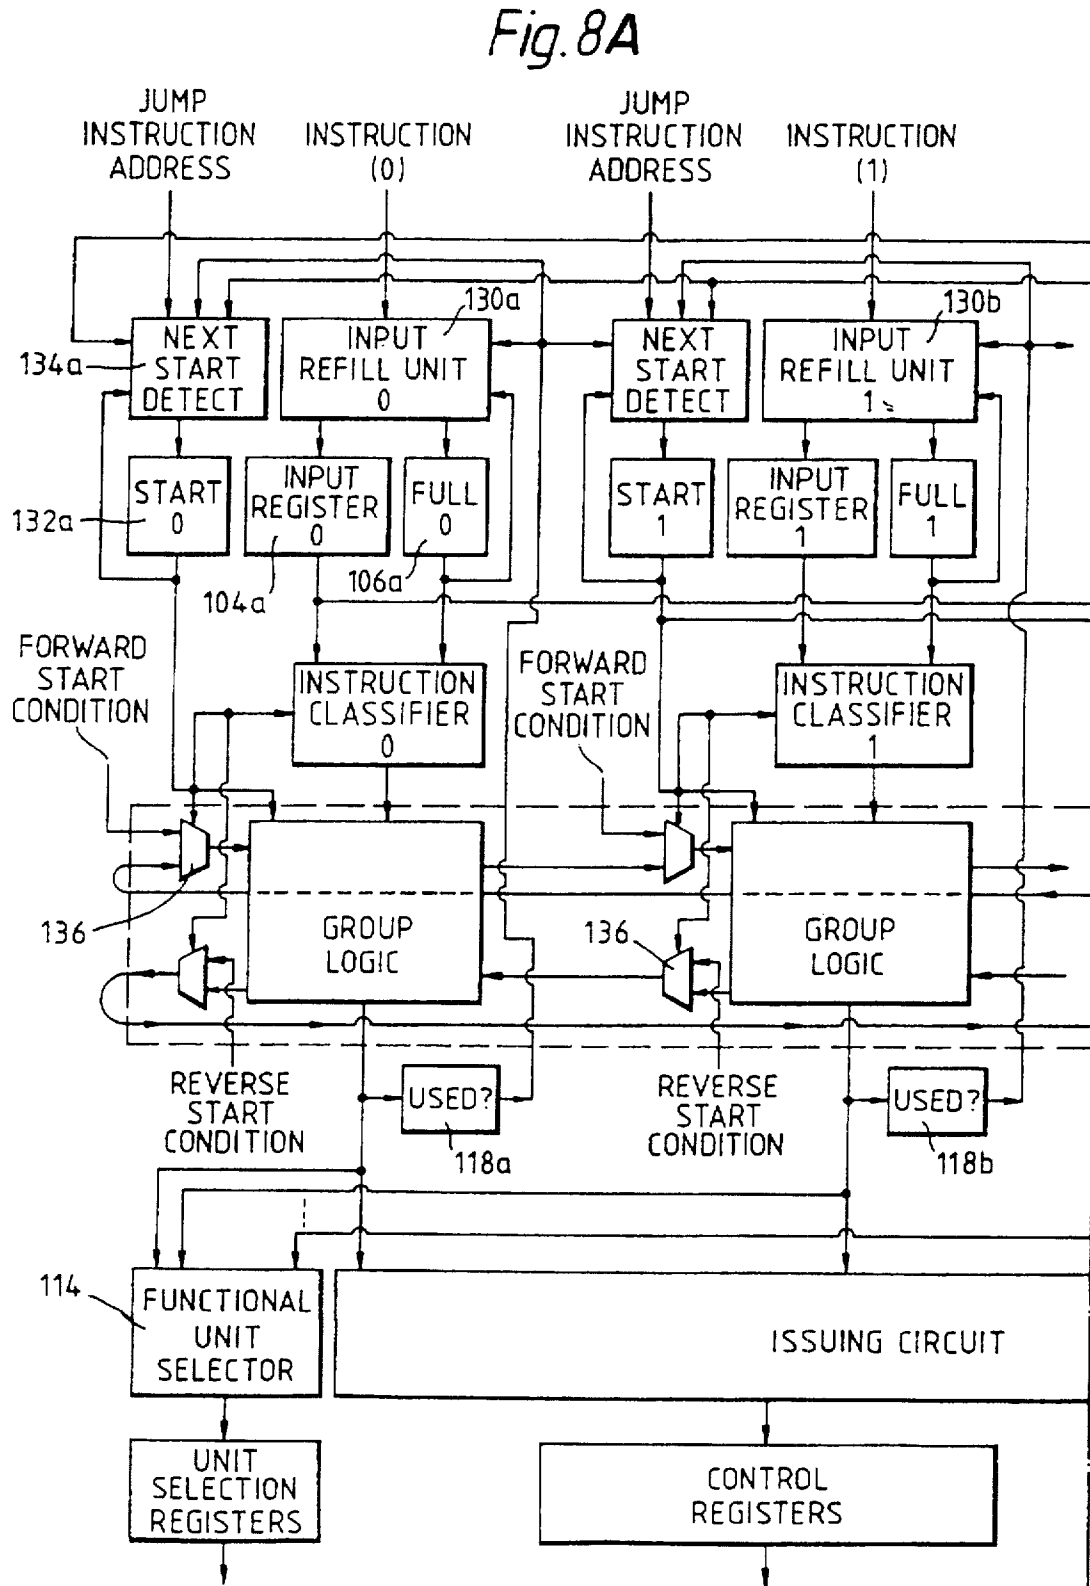 Fig. 8A
JUMP
INSTRUCTION
ADDRESS
INSTRUCTION
(0)
JUMP
INSTRUCTION
ADDRESS
INSTRUCTION
(1)
130a
130b
134a
NEXT
START
DETECT
INPUT
REFILL UNIT
0
NEXT
START
DETECT
INPUT
REFILL UNIT
1
132a
START
0
INPUT
REGISTER
0
FULL
0
START
1
INPUT
REGISTER
1
FULL
1
104a
106a
FORWARD
START
CONDITION
INSTRUCTION
CLASSIFIER
0
FORWARD
START
CONDITION
INSTRUCTION
CLASSIFIER
1
136
GROUP
LOGIC
136
GROUP
LOGIC
REVERSE
START
CONDITION
USED?
118a
REVERSE
START
CONDITION
USED?
118b
114
FUNCTIONAL
UNIT
SELECTOR
ISSUING CIRCUIT
UNIT
SELECTION
REGISTERS
CONTROL
REGISTERS